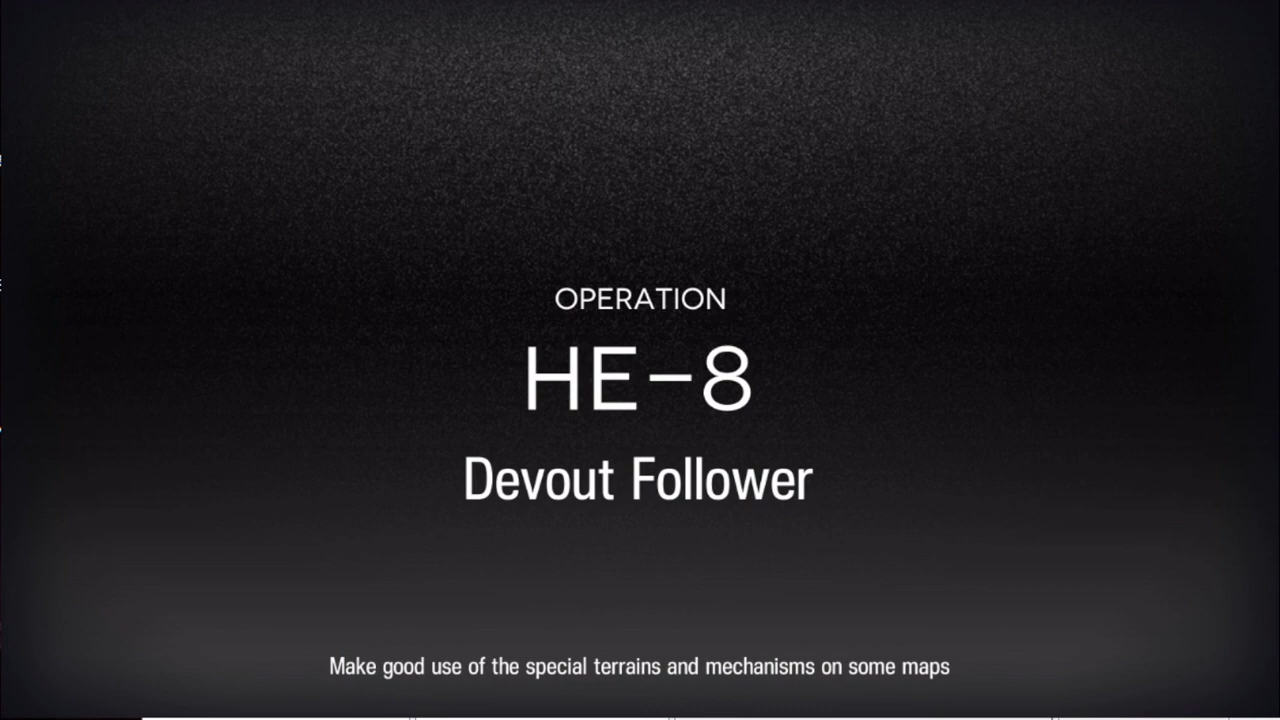 OPERATION
HE-8
Devout Follower
Make good use of the special terrains and mechanisms on some maps